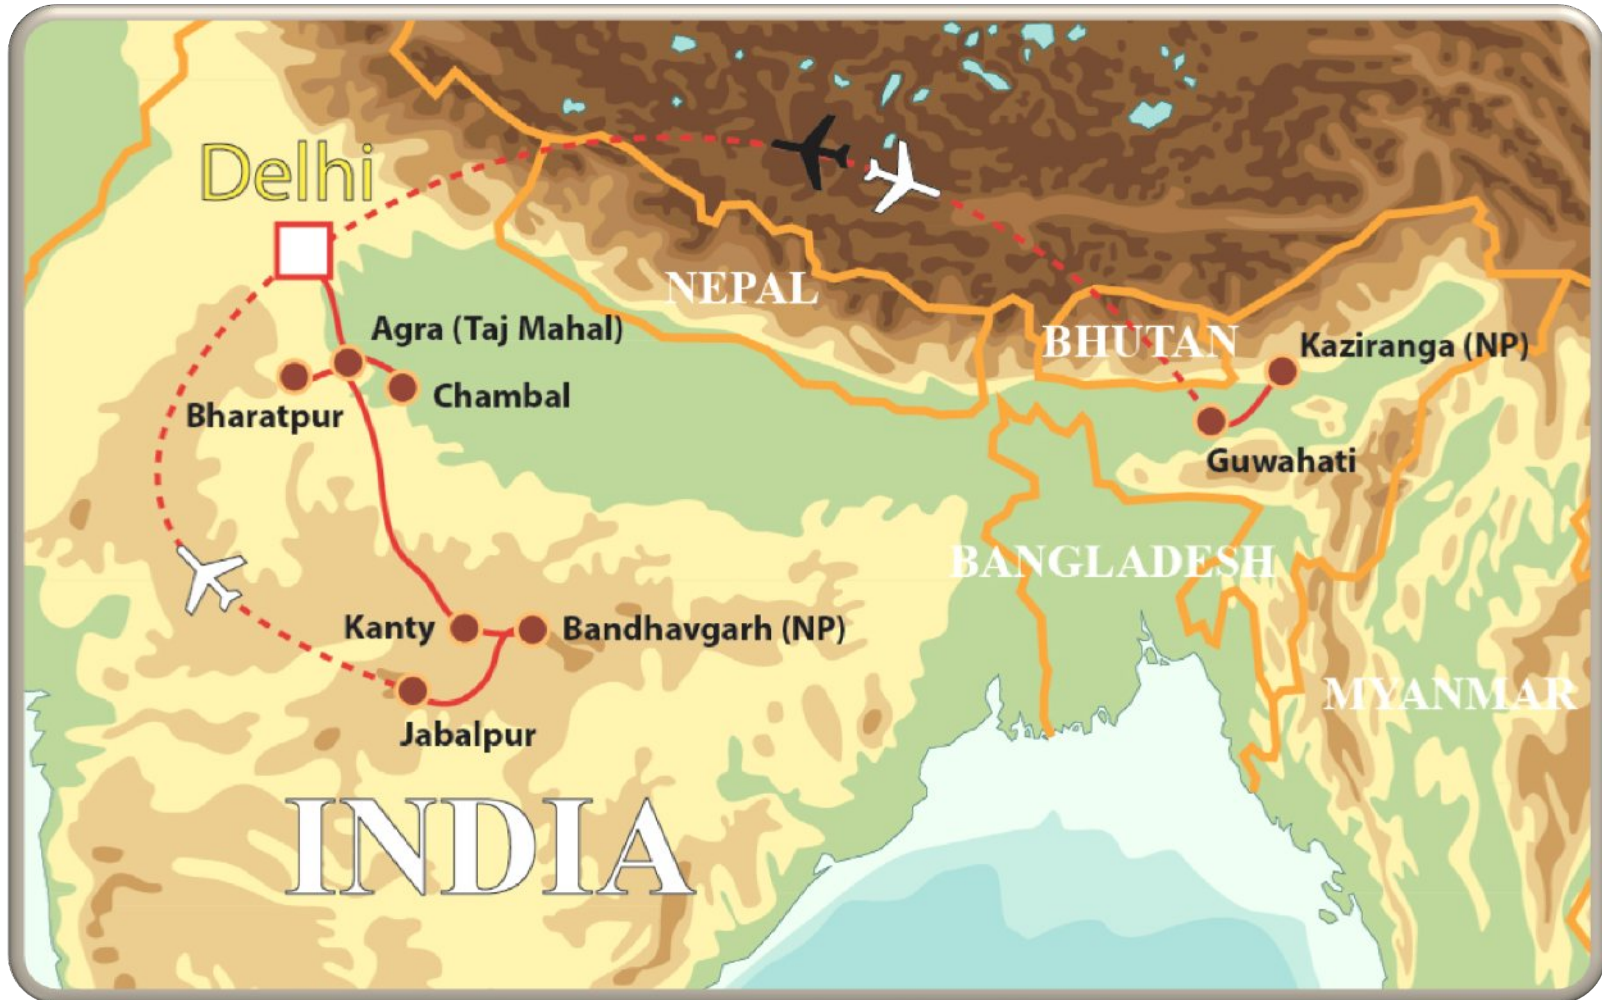 Delhi
NEPAL
Agra (Taj Mahal)
BHUTAN
Kaziranga (NP)
Chambal
Bharatpur
Guwahati
BANGLADESH
Kanty
Bandhavgarh (NP)
MYANMAR
Jabalpur
INDIA